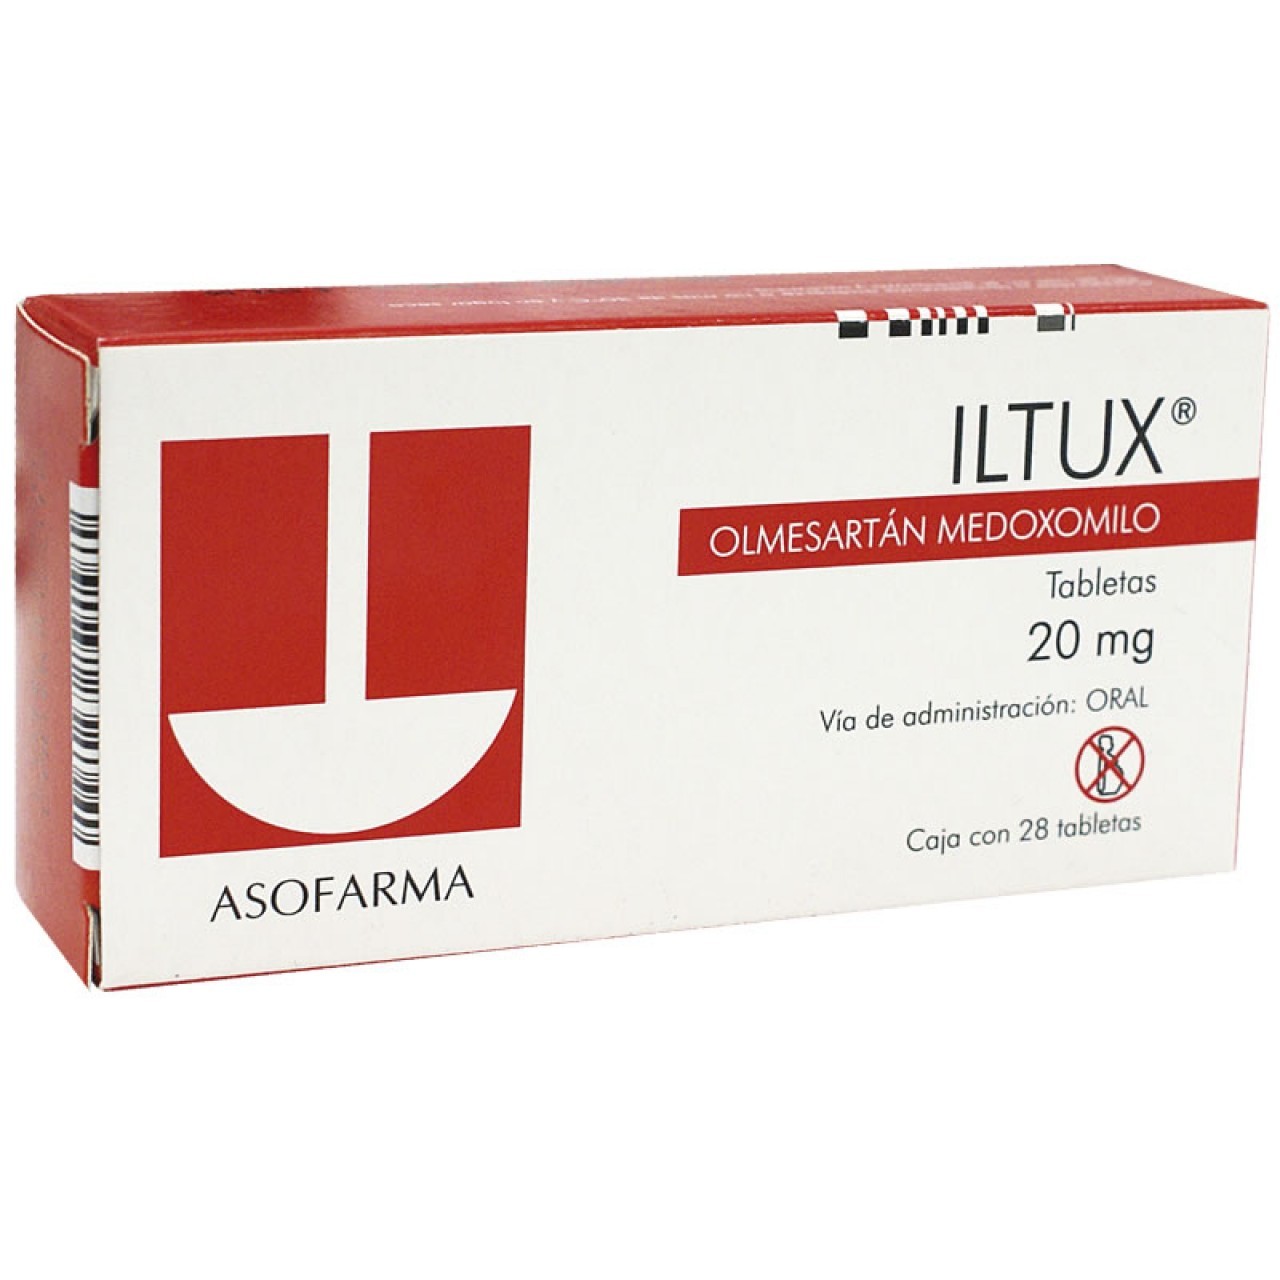 ILTUX®
OLMESARTÁN MEDOXOMILO
Tabletas
20 mg
Vía de administración: ORAL
Caja con 28 tabletas
ASOFARMA